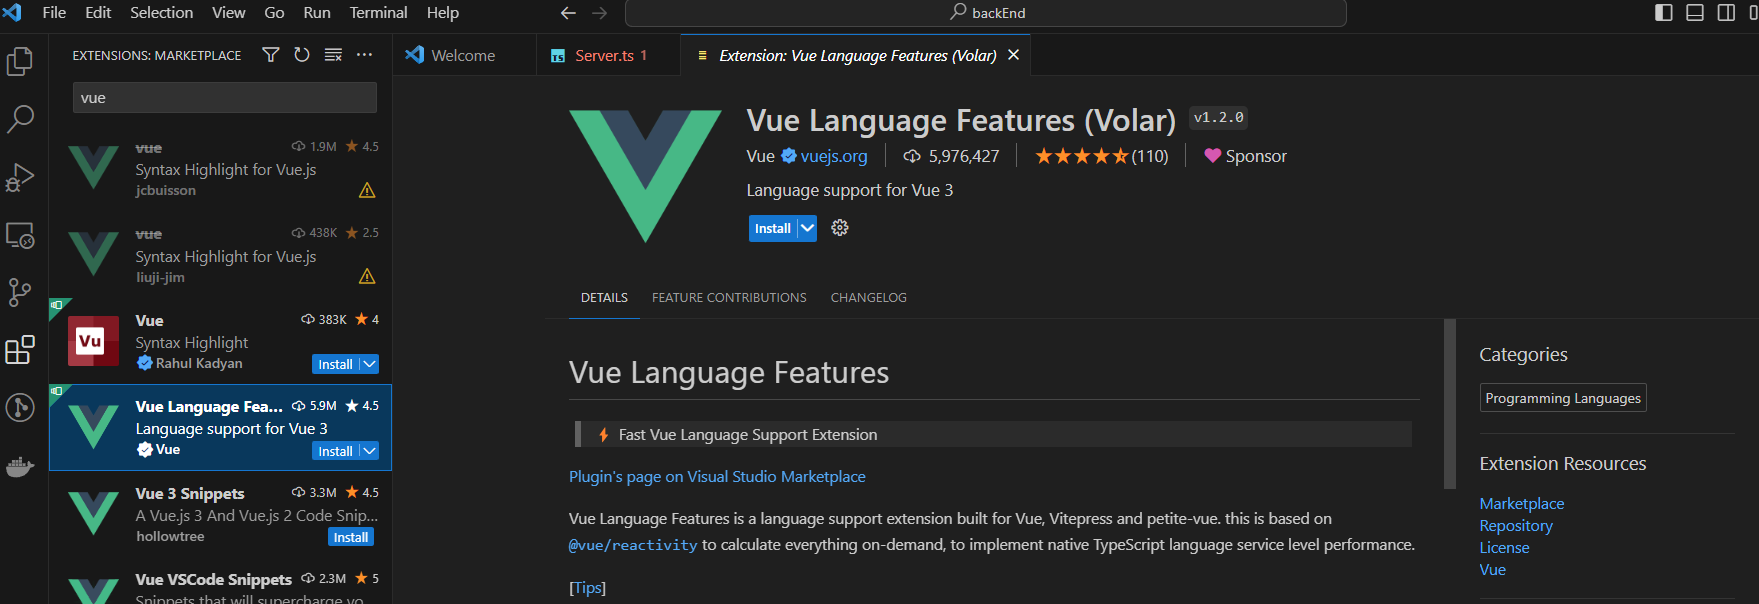 File Edit Selection View Go Run Terminal Help
backEnd
EXTENSIONS: MARKETPLACE
vue
vue 1.9M 4.5
Syntax Highlight for Vue.js
jcbuisson
vue 438K 2.5
Syntax Highlight for Vue.js
liuji-jim
Vu
Vue 383K 4
Syntax Highlight
Rahul Kadyan Install
Vue Language Fea... 5.9M 4.5
Language support for Vue 3
Vue Install
Vue 3 Snippets 3.3M 4.5
A Vue.js 3 And Vue.js 2 Code Snip...
hollowtree Install
Vue VSCode Snippets 2.3M 5
Snippets that will supercharge yo...
Welcome
TS Server.ts 1
Extension: Vue Language Features (Volar)
Vue Language Features (Volar) v1.2.0
Vue vuejs.org 5,976,427 (110) Sponsor
Language support for Vue 3
Install
DETAILS FEATURE CONTRIBUTIONS CHANGELOG
Vue Language Features
Fast Vue Language Support Extension
Plugin's page on Visual Studio Marketplace
Vue Language Features is a language support extension built for Vue, Vitepress and petite-vue. this is based on
@vue/reactivity to calculate everything on-demand, to implement native TypeScript language service level performance.
[Tips]
Categories
Programming Languages
Extension Resources
Marketplace
Repository
License
Vue